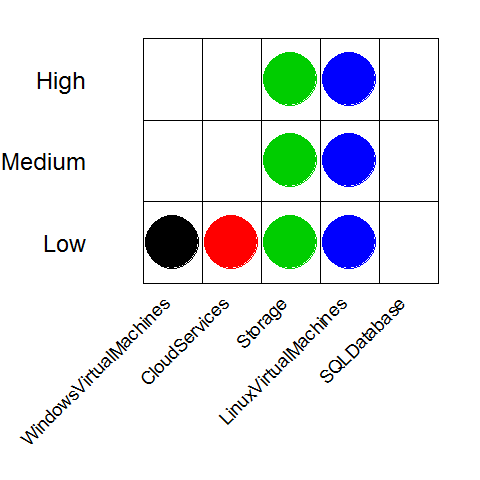 High
Medium
Low
WindowsVirtualMachines
CloudServices
Storage
LinuxVirtualMachines
SQLDatabase